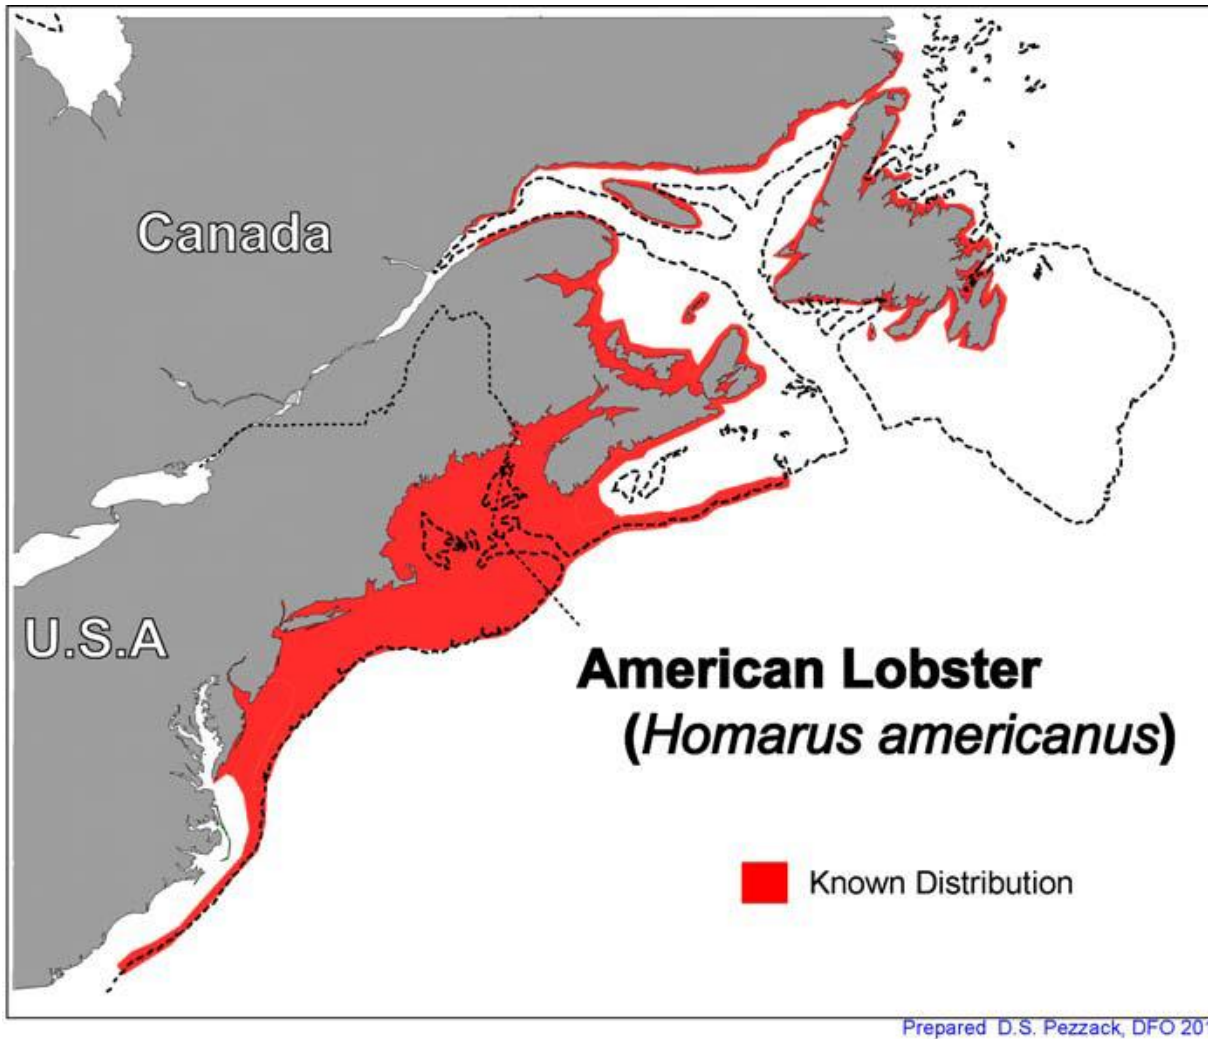 Canada
U.S.A
American Lobster
(Homarus americanus)
Known Distribution
Prepared D.S. Pezzack, DFO